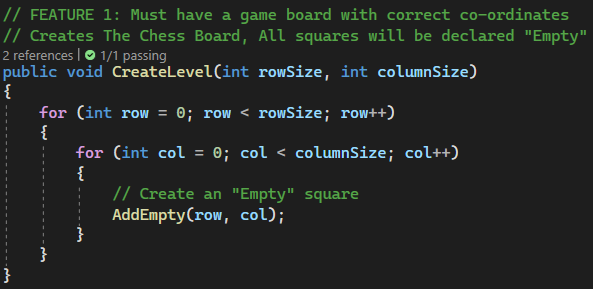 // FEATURE 1: Must have a game board with correct co-ordinates
// Creates The Chess Board, All squares will be declared "Empty"
2 references | 1/1 passing
public void CreateLevel(int rowSize, int columnSize)
{
    for (int row = 0; row < rowSize; row++)
    {
        for (int col = 0; col < columnSize; col++)
        {
            // Create an "Empty" square
            AddEmpty(row, col);
        }
    }
}